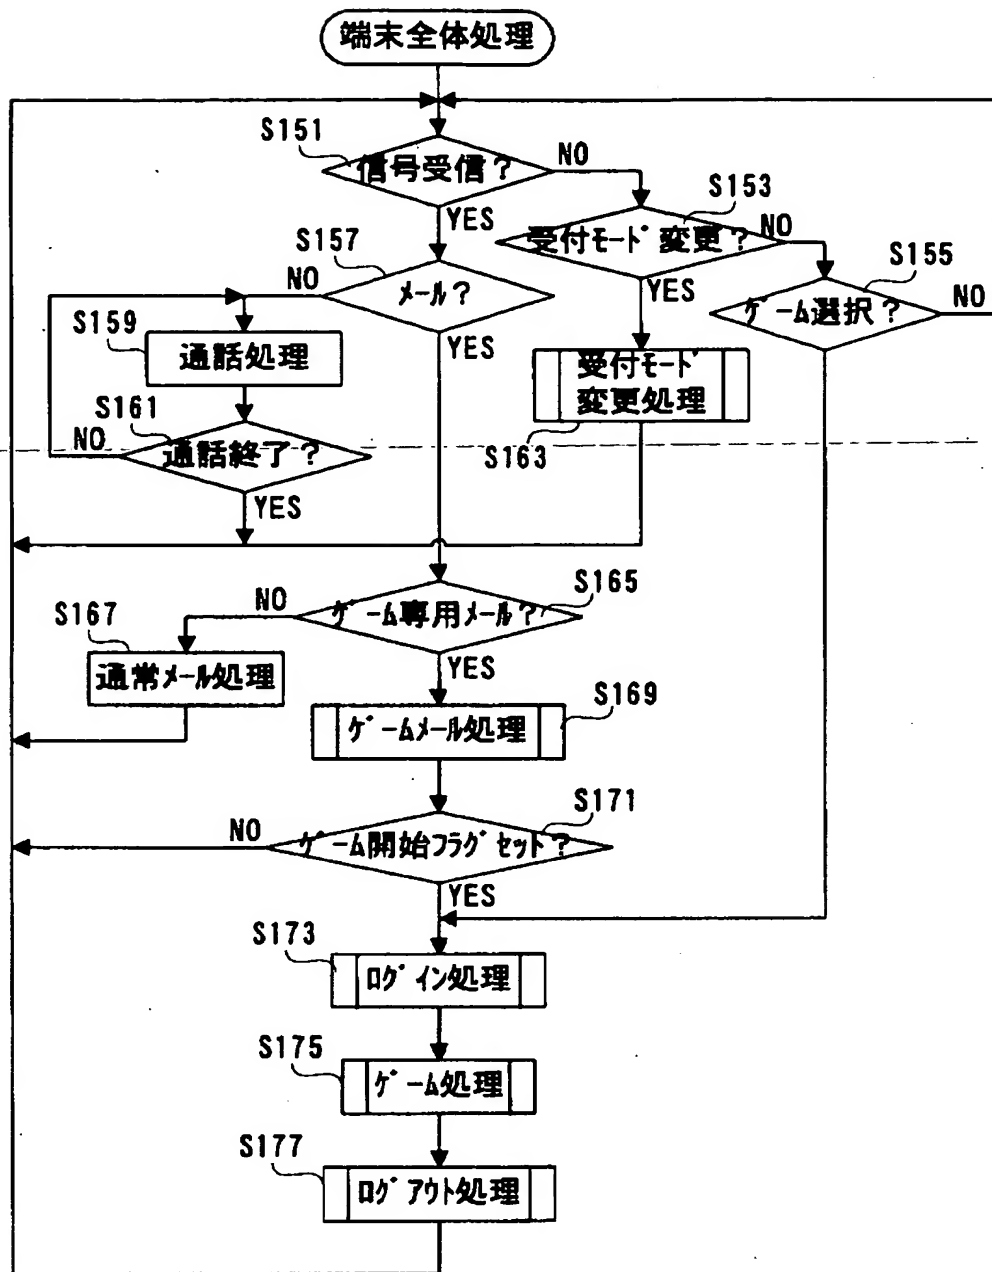 端末全体処理
S151
信号受信?
NO
YES
S153
受付モード変更?
NO
YES
S155
ゲーム選択?
NO
S157
メール?
NO
YES
S159
通話処理
S161
通話終了?
NO
YES
受付モード
変更処理
S163
S165
ゲーム専用メール?
NO
YES
S167
通常メール処理
S169
ゲームメール処理
S171
ゲーム開始フラグセット?
NO
YES
S173
ログイン処理
S175
ゲーム処理
S177
ログアウト処理